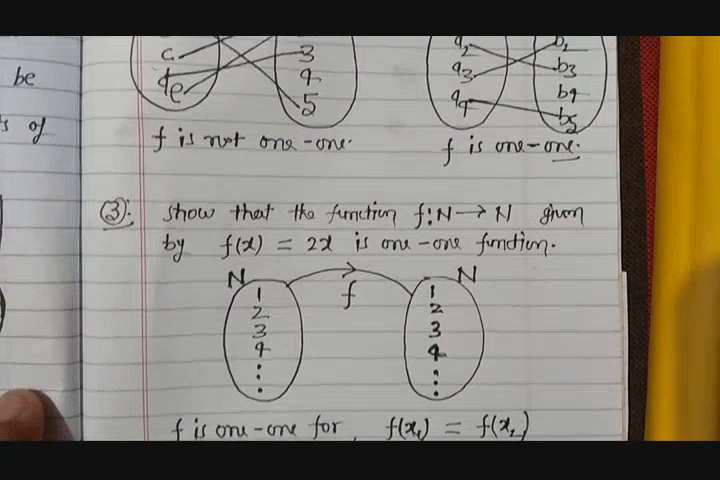 be
s of
c
d
e
3
4
5
a2
a3
a4
b2
b3
b4
b5
f is not one-one.
f is one-one.
(3). Show that the function f:N→N given
by f(x) = 2x is one-one function.
N
N
f
1
2
3
4
1
2
3
4
f is one-one for, f(x₁) = f(x₂)